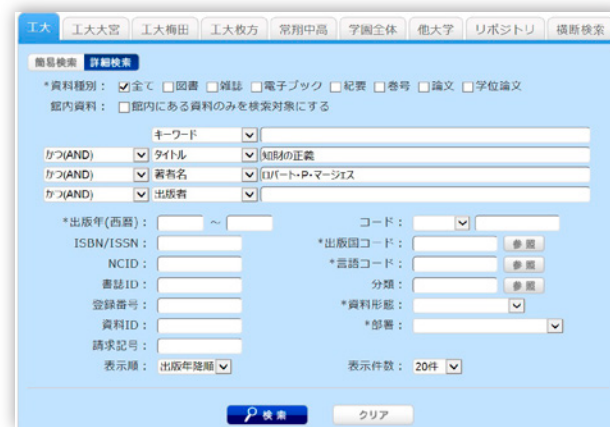 工大 工大大宮 工大梅田 工大枚方 常翔中高 学園全体 他大学 リポジトリ 横断検索
簡易検索 詳細検索
*資料種別： 全て 図書 雑誌 電子ブック 紀要 巻号 論文 学位論文
館内資料： 館内にある資料のみを検索対象にする
キーワード
かつ(AND) タイトル 知財の正義
かつ(AND) 著者名 ロバート・P・マージェス
かつ(AND) 出版者
*出版年(西暦)： ～ コード：
ISBN/ISSN： *出版国コード： 参照
NCID： *言語コード： 参照
書誌ID： 分類： 参照
登録番号： *資料形態：
資料ID： *部署：
請求記号：
表示順： 出版年降順 表示件数： 20件
検索 クリア